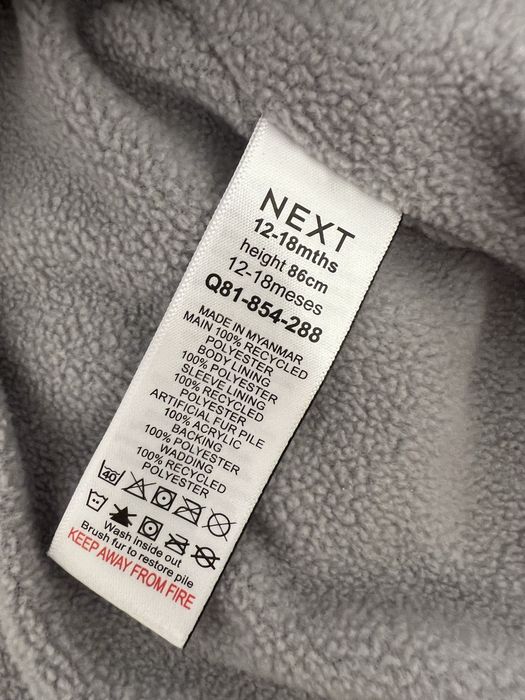 NEXT
12-18mths
height 86cm
12-18meses
Q81-854-288
MADE IN MYANMAR
MAIN 100% RECYCLED
POLYESTER
BODY LINING
100% POLYESTER
SLEEVE LINING
100% RECYCLED
POLYESTER
ARTIFICIAL FUR PILE
100% ACRYLIC
BACKING
100% POLYESTER
WADDING
100% RECYCLED
POLYESTER
40
Wash inside out
Brush fur to restore pile
KEEP AWAY FROM FIRE